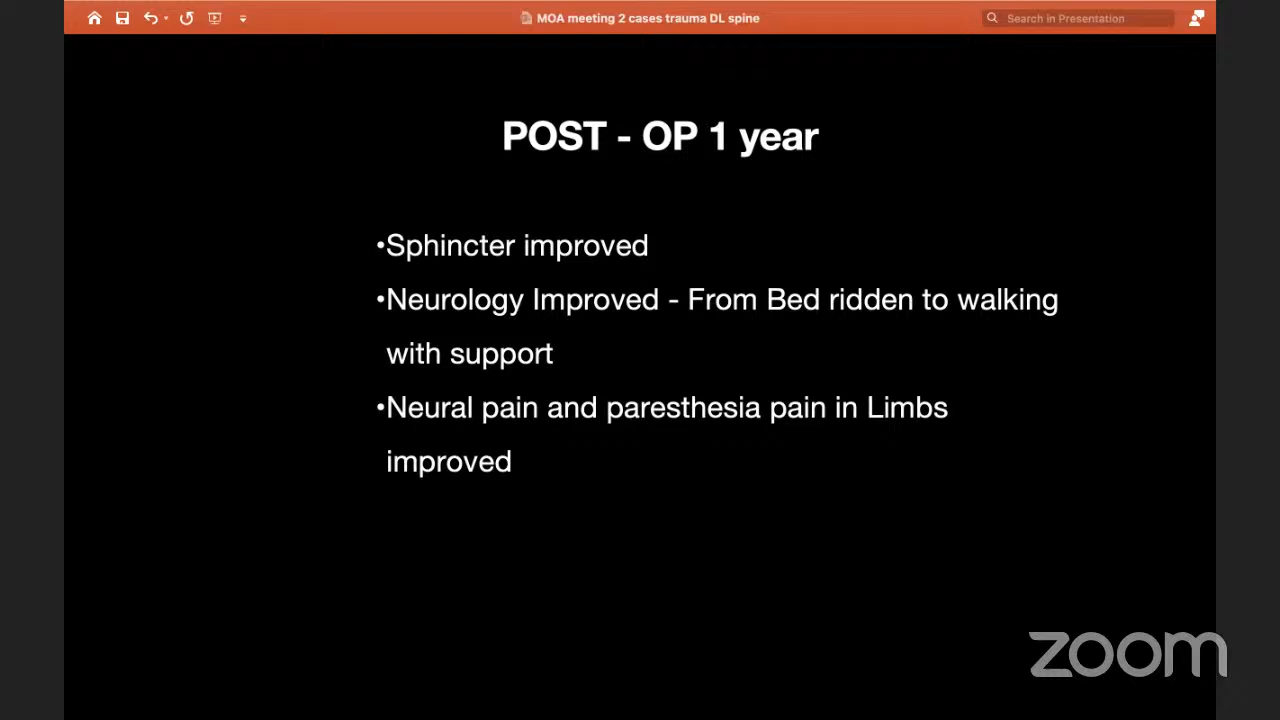 MOA meeting 2 cases trauma DL spine
Search in Presentation
POST - OP 1 year
•Sphincter improved
•Neurology Improved - From Bed ridden to walking
with support
•Neural pain and paresthesia pain in Limbs
improved
zoom